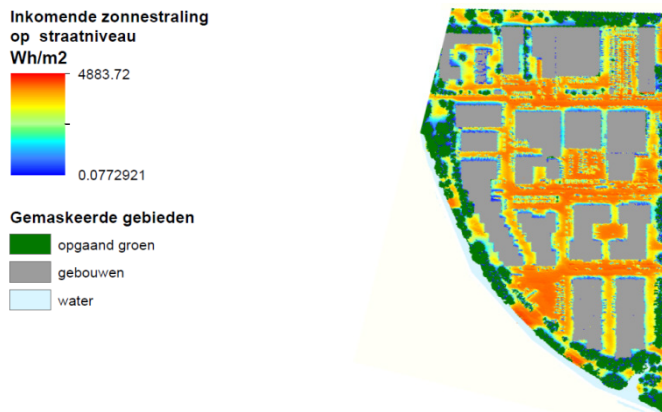 Inkomende zonnestraling
op straatniveau
Wh/m2
4883.72
0.0772921
Gemaskeerde gebieden
opgaand groen
gebouwen
water